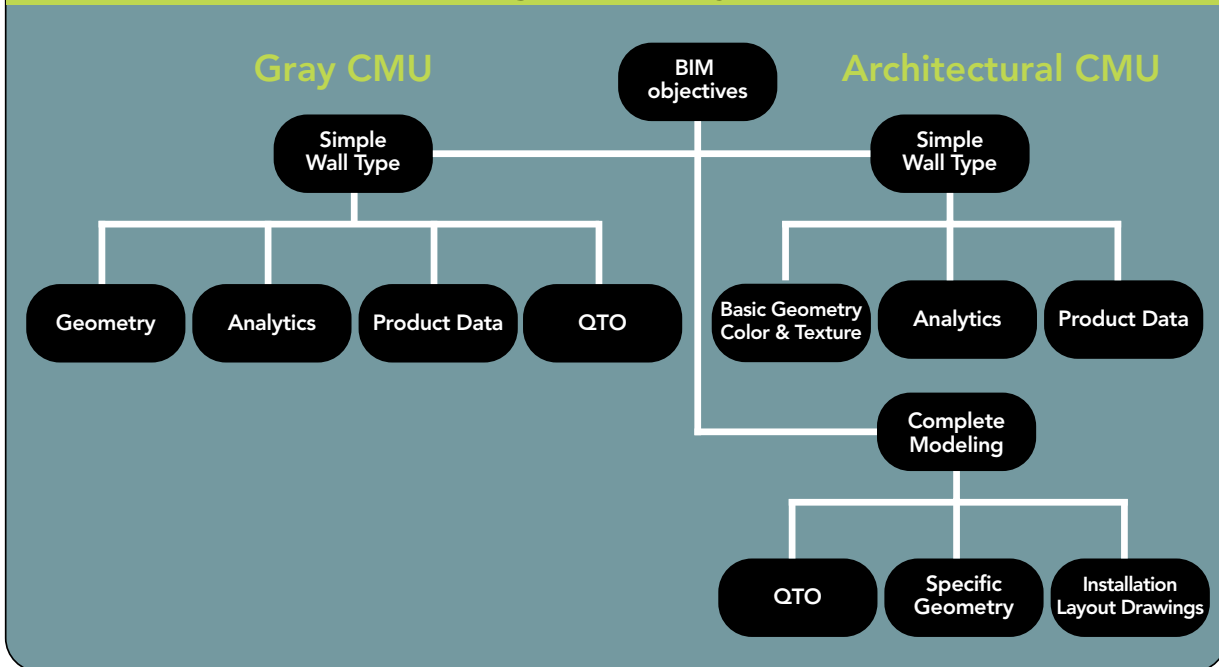 Gray CMU
BIM
objectives
Architectural CMU
Simple
Wall Type
Simple
Wall Type
Geometry
Analytics
Product Data
QTO
Basic Geometry
Color & Texture
Analytics
Product Data
Complete
Modeling
QTO
Specific
Geometry
Installation
Layout Drawings